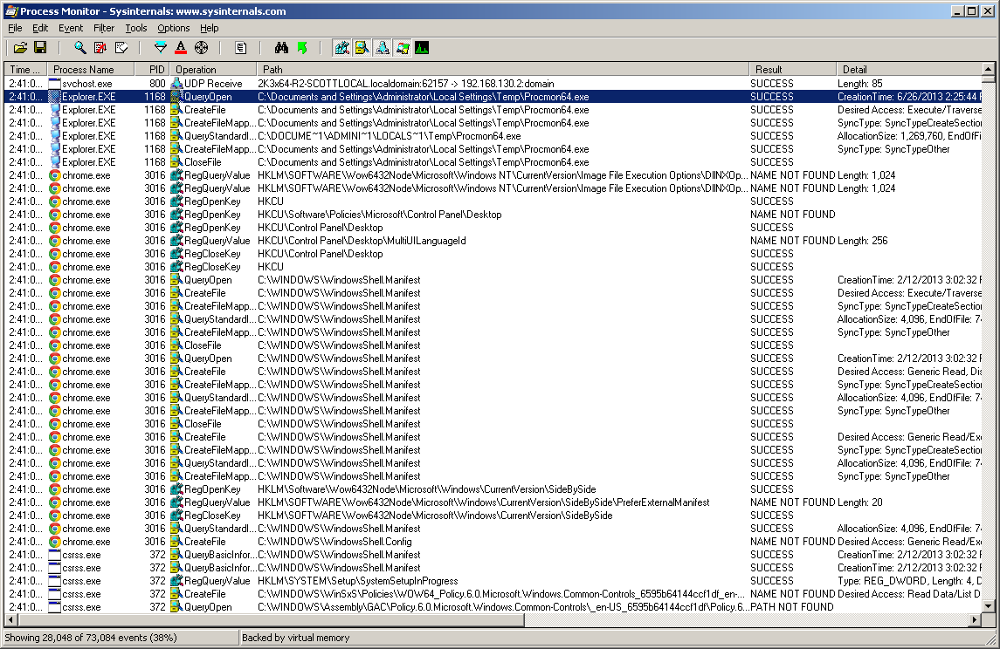 Process Monitor - Sysinternals: www.sysinternals.com
File Edit Event Filter Tools Options Help
Time ... Process Name PID Operation Path Result Detail
2:41:0... svchost.exe 800 UDP Receive 2K3x64-R2-SCOTTLOCAL.localdomain:62157 -> 192.168.130.2:domain SUCCESS Length: 85
2:41:0... Explorer.EXE 1168 QueryOpen C:\Documents and Settings\Administrator\Local Settings\Temp\Procmon64.exe SUCCESS CreationTime: 6/26/2013 2:25:44
2:41:0... Explorer.EXE 1168 CreateFile C:\Documents and Settings\Administrator\Local Settings\Temp\Procmon64.exe SUCCESS Desired Access: Execute/Traverse
2:41:0... Explorer.EXE 1168 CreateFileMapp... C:\Documents and Settings\Administrator\Local Settings\Temp\Procmon64.exe SUCCESS SyncType: SyncTypeCreateSection
2:41:0... Explorer.EXE 1168 QueryStandardI... C:\DOCUME~1\ADMINI~1\LOCALS~1\Temp\Procmon64.exe SUCCESS AllocationSize: 1,269,760, EndOfFi
2:41:0... Explorer.EXE 1168 CreateFileMapp... C:\Documents and Settings\Administrator\Local Settings\Temp\Procmon64.exe SUCCESS SyncType: SyncTypeOther
2:41:0... Explorer.EXE 1168 CloseFile C:\Documents and Settings\Administrator\Local Settings\Temp\Procmon64.exe SUCCESS
2:41:0... chrome.exe 3016 RegQueryValue HKLM\SOFTWARE\Wow6432Node\Microsoft\Windows NT\CurrentVersion\Image File Execution Options\DllNXOp... NAME NOT FOUND Length: 1,024
2:41:0... chrome.exe 3016 RegQueryValue HKLM\SOFTWARE\Wow6432Node\Microsoft\Windows NT\CurrentVersion\Image File Execution Options\DllNXOp... NAME NOT FOUND Length: 1,024
2:41:0... chrome.exe 3016 RegOpenKey HKCU SUCCESS
2:41:0... chrome.exe 3016 RegOpenKey HKCU\Software\Policies\Microsoft\Control Panel\Desktop NAME NOT FOUND
2:41:0... chrome.exe 3016 RegOpenKey HKCU\Control Panel\Desktop SUCCESS
2:41:0... chrome.exe 3016 RegQueryValue HKCU\Control Panel\Desktop\MultiUILanguageId NAME NOT FOUND Length: 256
2:41:0... chrome.exe 3016 RegCloseKey HKCU\Control Panel\Desktop SUCCESS
2:41:0... chrome.exe 3016 RegCloseKey HKCU SUCCESS
2:41:0... chrome.exe 3016 QueryOpen C:\WINDOWS\WindowsShell.Manifest SUCCESS CreationTime: 2/12/2013 3:02:32
2:41:0... chrome.exe 3016 CreateFile C:\WINDOWS\WindowsShell.Manifest SUCCESS Desired Access: Execute/Traverse
2:41:0... chrome.exe 3016 CreateFileMapp... C:\WINDOWS\WindowsShell.Manifest SUCCESS SyncType: SyncTypeCreateSection
2:41:0... chrome.exe 3016 QueryStandardI... C:\WINDOWS\WindowsShell.Manifest SUCCESS AllocationSize: 4,096, EndOfFile: 74
2:41:0... chrome.exe 3016 CreateFileMapp... C:\WINDOWS\WindowsShell.Manifest SUCCESS SyncType: SyncTypeOther
2:41:0... chrome.exe 3016 CloseFile C:\WINDOWS\WindowsShell.Manifest SUCCESS
2:41:0... chrome.exe 3016 QueryOpen C:\WINDOWS\WindowsShell.Manifest SUCCESS CreationTime: 2/12/2013 3:02:32
2:41:0... chrome.exe 3016 CreateFile C:\WINDOWS\WindowsShell.Manifest SUCCESS Desired Access: Generic Read, Dis
2:41:0... chrome.exe 3016 CreateFileMapp... C:\WINDOWS\WindowsShell.Manifest SUCCESS SyncType: SyncTypeCreateSection
2:41:0... chrome.exe 3016 QueryStandardI... C:\WINDOWS\WindowsShell.Manifest SUCCESS AllocationSize: 4,096, EndOfFile: 74
2:41:0... chrome.exe 3016 CreateFileMapp... C:\WINDOWS\WindowsShell.Manifest SUCCESS SyncType: SyncTypeOther
2:41:0... chrome.exe 3016 CloseFile C:\WINDOWS\WindowsShell.Manifest SUCCESS
2:41:0... chrome.exe 3016 CreateFile C:\WINDOWS\WindowsShell.Manifest SUCCESS Desired Access: Generic Read/Exe
2:41:0... chrome.exe 3016 CreateFileMapp... C:\WINDOWS\WindowsShell.Manifest SUCCESS SyncType: SyncTypeCreateSection
2:41:0... chrome.exe 3016 QueryStandardI... C:\WINDOWS\WindowsShell.Manifest SUCCESS AllocationSize: 4,096, EndOfFile: 74
2:41:0... chrome.exe 3016 CreateFileMapp... C:\WINDOWS\WindowsShell.Manifest SUCCESS SyncType: SyncTypeOther
2:41:0... chrome.exe 3016 RegOpenKey HKLM\Software\Wow6432Node\Microsoft\Windows\CurrentVersion\SideBySide SUCCESS
2:41:0... chrome.exe 3016 RegQueryValue HKLM\SOFTWARE\Wow6432Node\Microsoft\Windows\CurrentVersion\SideBySide\PreferExternalManifest NAME NOT FOUND Length: 20
2:41:0... chrome.exe 3016 RegCloseKey HKLM\SOFTWARE\Wow6432Node\Microsoft\Windows\CurrentVersion\SideBySide SUCCESS
2:41:0... chrome.exe 3016 QueryStandardI... C:\WINDOWS\WindowsShell.Manifest SUCCESS AllocationSize: 4,096, EndOfFile: 74
2:41:0... chrome.exe 3016 CreateFile C:\WINDOWS\WindowsShell.Config NAME NOT FOUND Desired Access: Generic Read/Exe
2:41:0... csrss.exe 372 QueryBasicInfor... C:\WINDOWS\WindowsShell.Manifest SUCCESS CreationTime: 2/12/2013 3:02:32
2:41:0... csrss.exe 372 QueryBasicInfor... C:\WINDOWS\WindowsShell.Manifest SUCCESS CreationTime: 2/12/2013 3:02:32
2:41:0... csrss.exe 372 RegQueryValue HKLM\SYSTEM\Setup\SystemSetupInProgress SUCCESS Type: REG_DWORD, Length: 4, D
2:41:0... csrss.exe 372 CreateFile C:\WINDOWS\WinSxS\Policies\WOW64_Policy.6.0.Microsoft.Windows.Common-Controls_6595b64144ccf1df_en-... NAME NOT FOUND Desired Access: Read Data/List D
2:41:0... csrss.exe 372 QueryOpen C:\WINDOWS\Assembly\GAC\Policy.6.0.Microsoft.Windows.Common-Controls\_en-US_6595b64144ccf1df\Policy.6... PATH NOT FOUND
Showing 28,048 of 73,084 events (38%) Backed by virtual memory